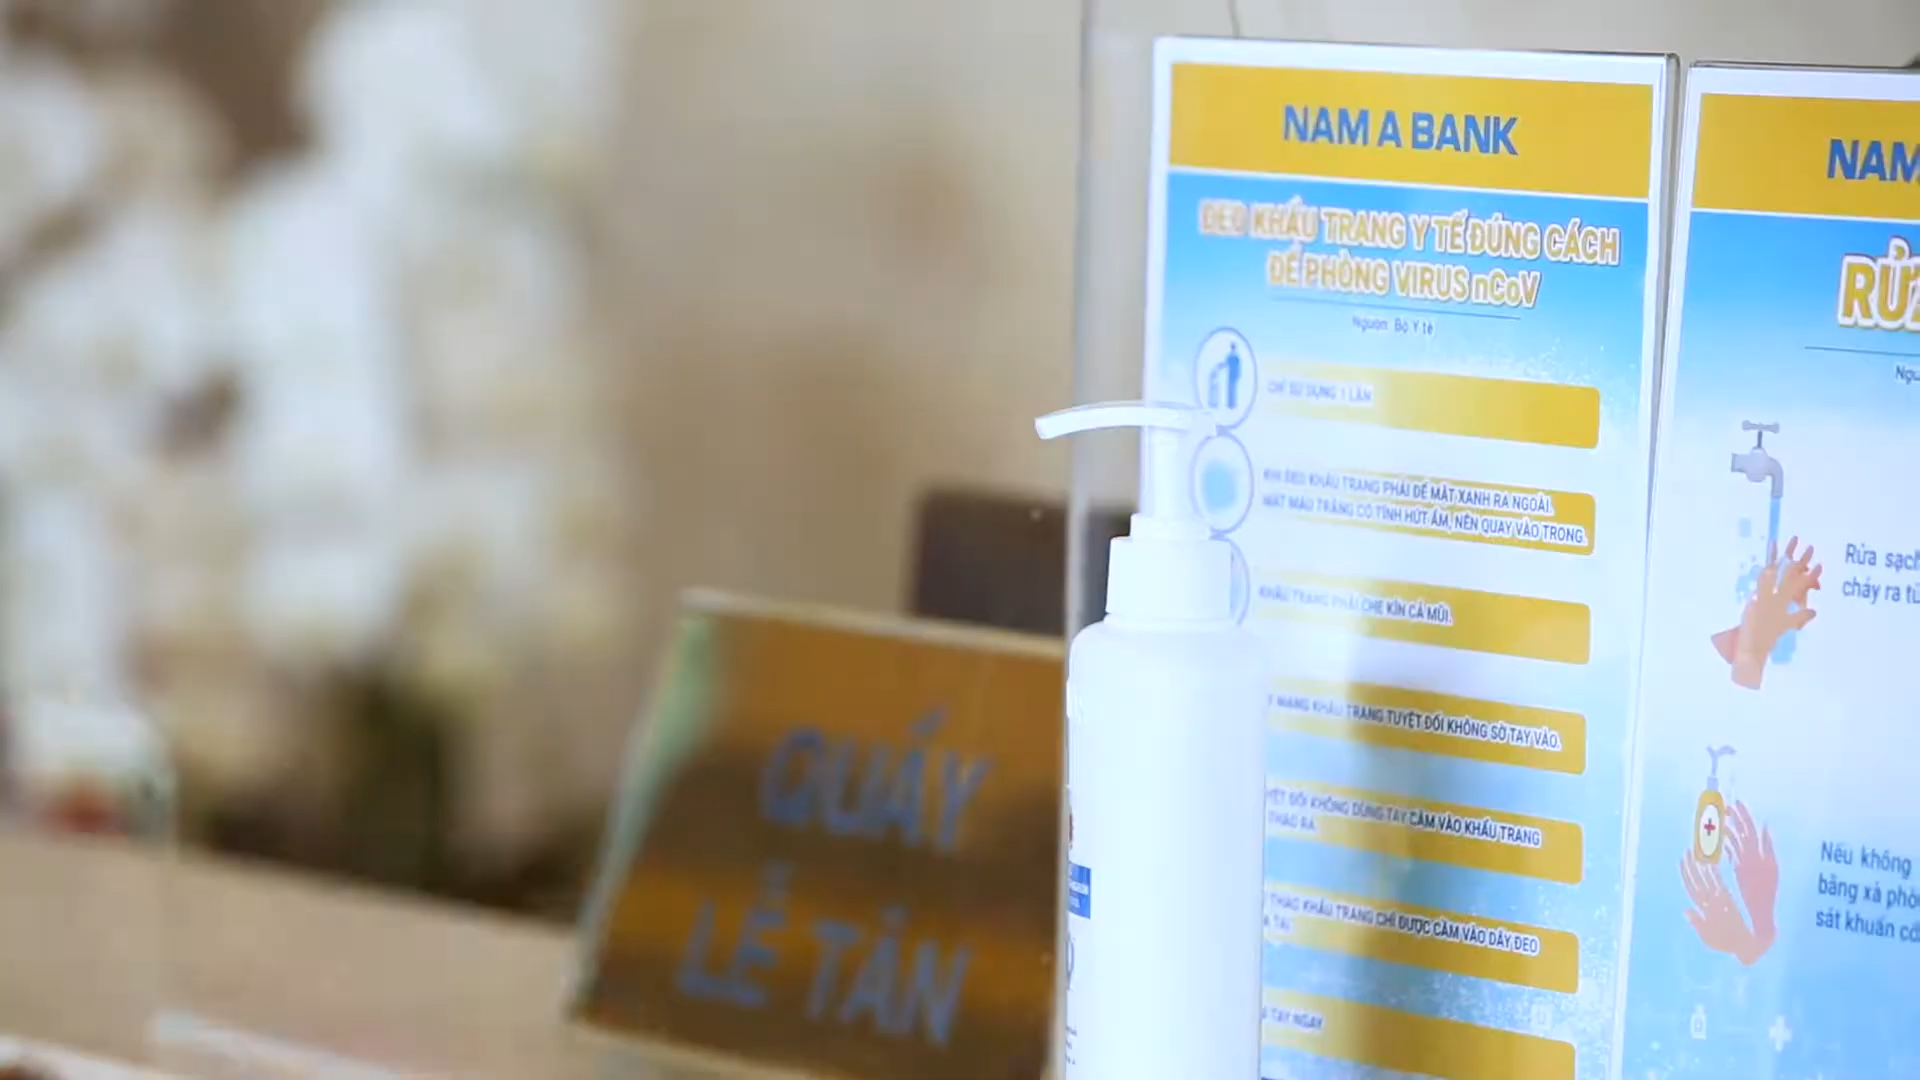 NAM A BANK
ĐEO KHẨU TRANG Y TẾ ĐÚNG CÁCH
ĐỂ PHÒNG VIRUS nCoV
Nguồn: Bộ Y tế
CHỈ SỬ DỤNG 1 LẦN
KHI ĐEO KHẨU TRANG PHẢI ĐỂ MẶT XANH RA NGOÀI.
MẶT MÀU TRẮNG CÓ TÍNH HÚT ẨM, NÊN QUAY VÀO TRONG.
KHẨU TRANG PHẢI CHE KÍN CẢ MŨI.
MANG KHẨU TRANG TUYỆT ĐỐI KHÔNG SỜ TAY VÀO.
ĐỐI KHÔNG DÙNG TAY CẦM VÀO KHẨU TRANG
THÁO RA.
THÁO KHẨU TRANG CHỈ ĐƯỢC CẦM VÀO DÂY ĐEO
TAI.
TAY NGAY
NAM
RỬA
Rửa sạch
chảy ra từ
Nếu không
bằng xà phòng
sát khuẩn có
QUẦY
LỄ TÂN